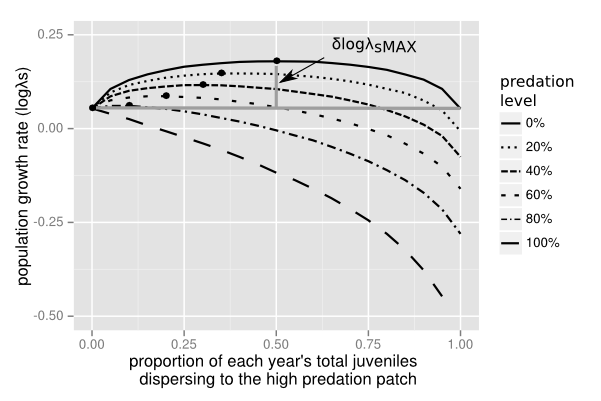 δlogλsMAX
population growth rate (logλs)
0.25
0.00
-0.25
-0.50
0.00 0.25 0.50 0.75 1.00
proportion of each year's total juveniles
dispersing to the high predation patch
predation
level
0%
20%
40%
60%
80%
100%